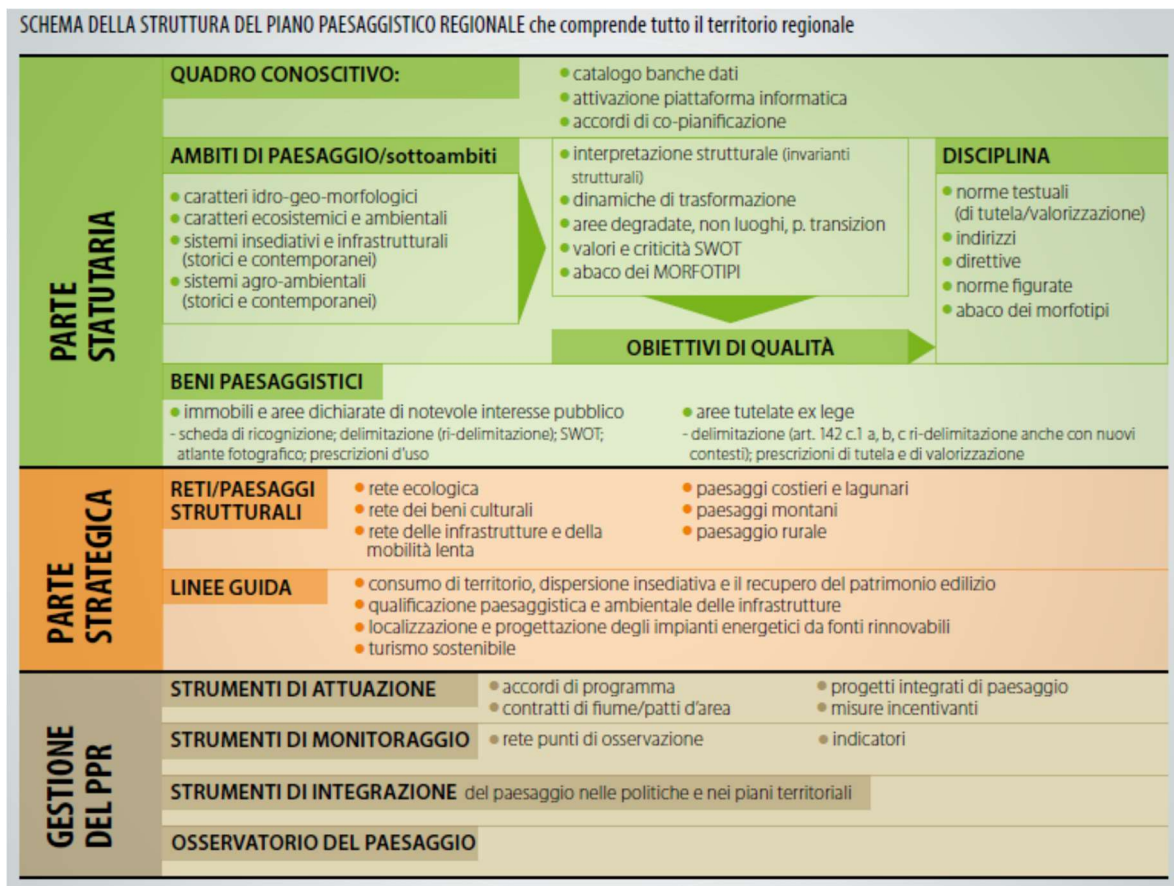 SCHEMA DELLA STRUTTURA DEL PIANO PAESAGGISTICO REGIONALE che comprende tutto il territorio regionale
PARTE
STATUTARIA
QUADRO CONOSCITIVO:
• catalogo banche dati
• attivazione piattaforma informatica
• accordi di co-pianificazione
AMBITI DI PAESAGGIO/sottoambiti
• caratteri idro-geo-morfologici
• caratteri ecosistemici e ambientali
• sistemi insediativi e infrastrutturali
(storici e contemporanei)
• sistemi agro-ambientali
(storici e contemporanei)
• interpretazione strutturale (invarianti
strutturali)
• dinamiche di trasformazione
• aree degradate, non luoghi, p. transizion
• valori e criticità SWOT
• abaco dei MORFOTIPI
OBIETTIVI DI QUALITÀ
DISCIPLINA
• norme testuali
(di tutela/valorizzazione)
• indirizzi
• direttive
• norme figurate
• abaco dei morfotipi
BENI PAESAGGISTICI
• immobili e aree dichiarate di notevole interesse pubblico
- scheda di ricognizione; delimitazione (ri-delimitazione); SWOT;
atlante fotografico; prescrizioni d'uso
• aree tutelate ex lege
- delimitazione (art. 142 c.1 a, b, c ri-delimitazione anche con nuovi
contesti); prescrizioni di tutela e di valorizzazione
PARTE
STRATEGICA
RETI/PAESAGGI
STRUTTURALI
• rete ecologica
• rete dei beni culturali
• rete delle infrastrutture e della
mobilità lenta
• paesaggi costieri e lagunari
• paesaggi montani
• paesaggio rurale
LINEE GUIDA
• consumo di territorio, dispersione insediativa e il recupero del patrimonio edilizio
• qualificazione paesaggistica e ambientale delle infrastrutture
• localizzazione e progettazione degli impianti energetici da fonti rinnovabili
• turismo sostenibile
GESTIONE
DEL PPR
STRUMENTI DI ATTUAZIONE
• accordi di programma
• contratti di fiume/patti d'area
• progetti integrati di paesaggio
• misure incentivanti
STRUMENTI DI MONITORAGGIO
• rete punti di osservazione
• indicatori
STRUMENTI DI INTEGRAZIONE del paesaggio nelle politiche e nei piani territoriali
OSSERVATORIO DEL PAESAGGIO